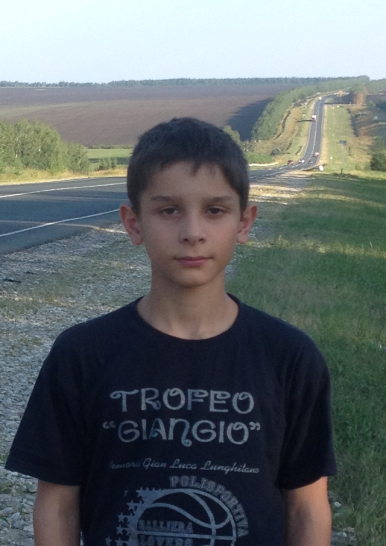 TROFEO
"GIANGIO"
Gian Luca Lunghitano
POLISPORTIVA